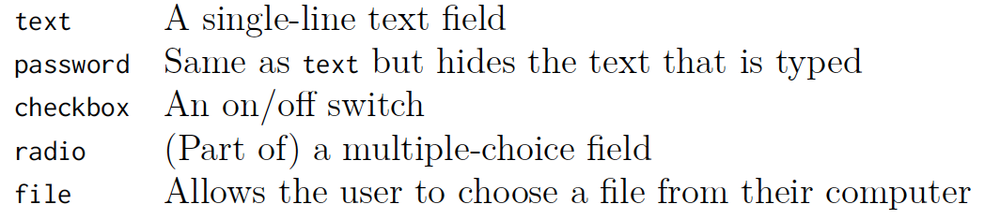 text A single-line text field
password Same as text but hides the text that is typed
checkbox An on/off switch
radio (Part of) a multiple-choice field
file Allows the user to choose a file from their computer